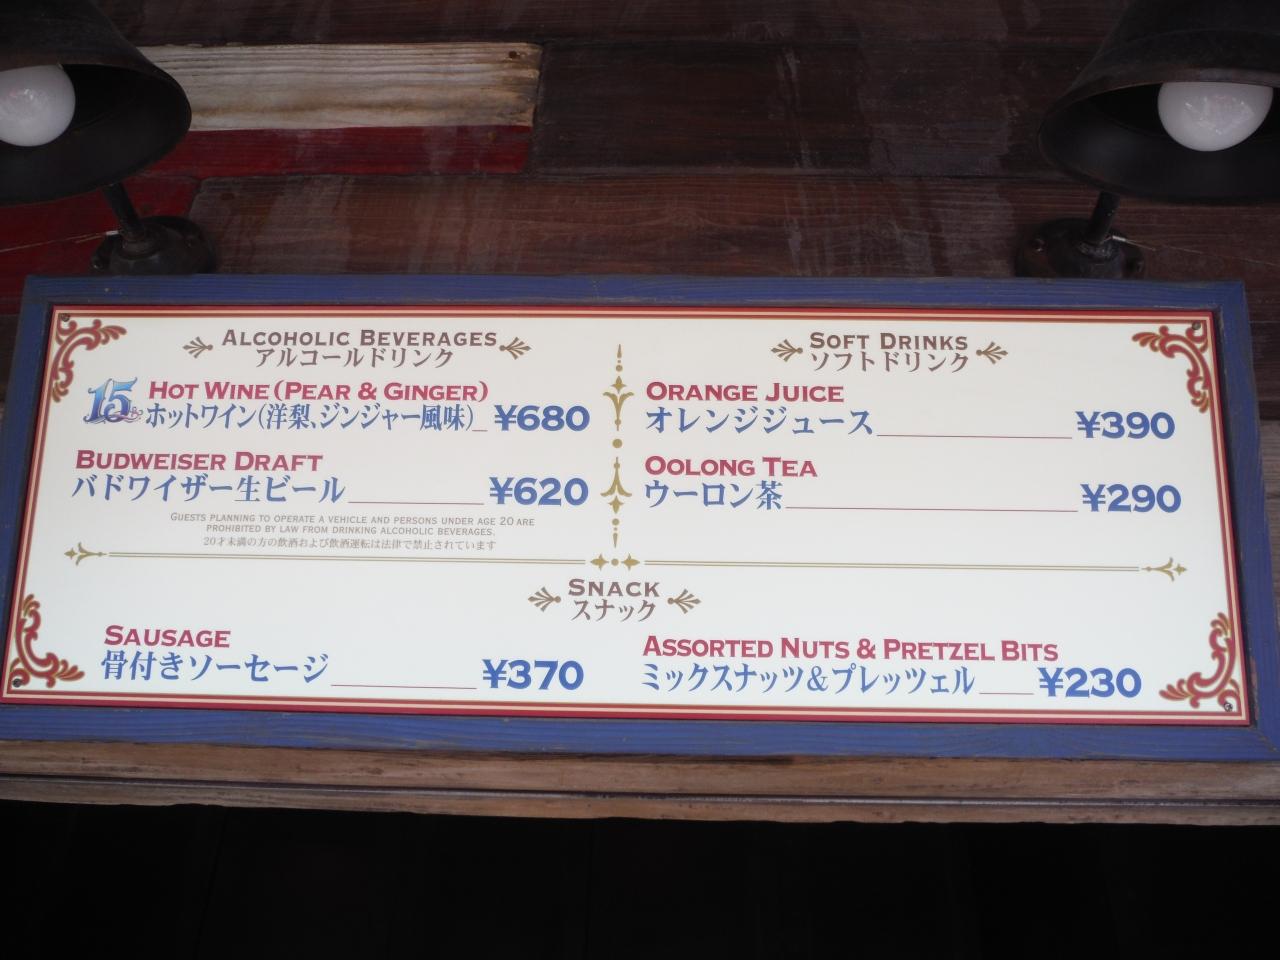 ALCOHOLIC BEVERAGES
アルコールドリンク
15th
HOT WINE (PEAR & GINGER)
ホットワイン(洋梨、ジンジャー風味) ¥680
BUDWEISER DRAFT
バドワイザー生ビール ¥620
GUESTS PLANNING TO OPERATE A VEHICLE AND PERSONS UNDER AGE 20 ARE
PROHIBITED BY LAW FROM DRINKING ALCOHOLIC BEVERAGES.
20才未満の方の飲酒および飲酒運転は法律で禁止されています
SOFT DRINKS
ソフトドリンク
ORANGE JUICE
オレンジジュース ¥390
OOLONG TEA
ウーロン茶 ¥290
SNACK
スナック
SAUSAGE
骨付きソーセージ ¥370
ASSORTED NUTS & PRETZEL BITS
ミックスナッツ&プレッツェル ¥230